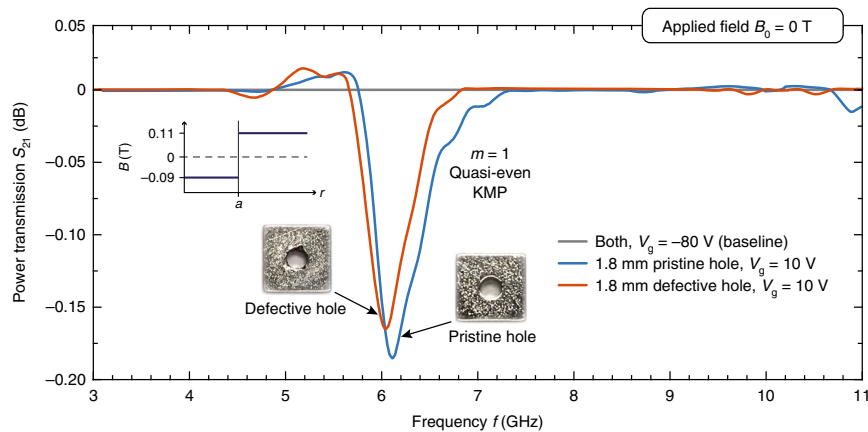 Applied field B₀ = 0 T
0.05
0
−0.05
−0.10
−0.15
−0.20
Power transmission S₂₁ (dB)
B (T)
0.11
0
−0.09
a
r
m = 1
Quasi-even
KMP
Both, Vg = −80 V (baseline)
1.8 mm pristine hole, Vg = 10 V
1.8 mm defective hole, Vg = 10 V
Defective hole
Pristine hole
3 4 5 6 7 8 9 10 11
Frequency f (GHz)